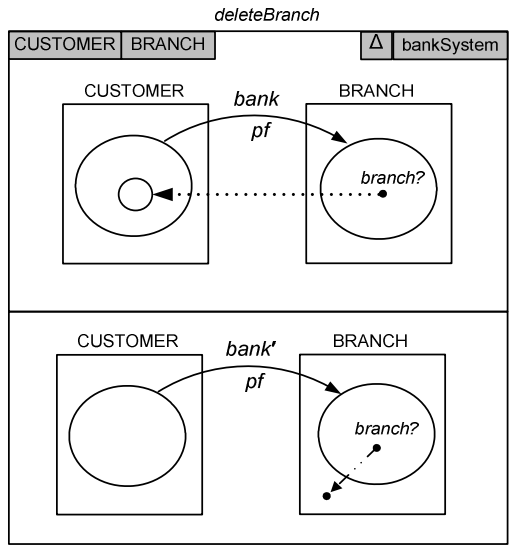 deleteBranch
CUSTOMER BRANCH Δ bankSystem
CUSTOMER BRANCH
bank
pf
branch?
CUSTOMER BRANCH
bank′
pf
branch?